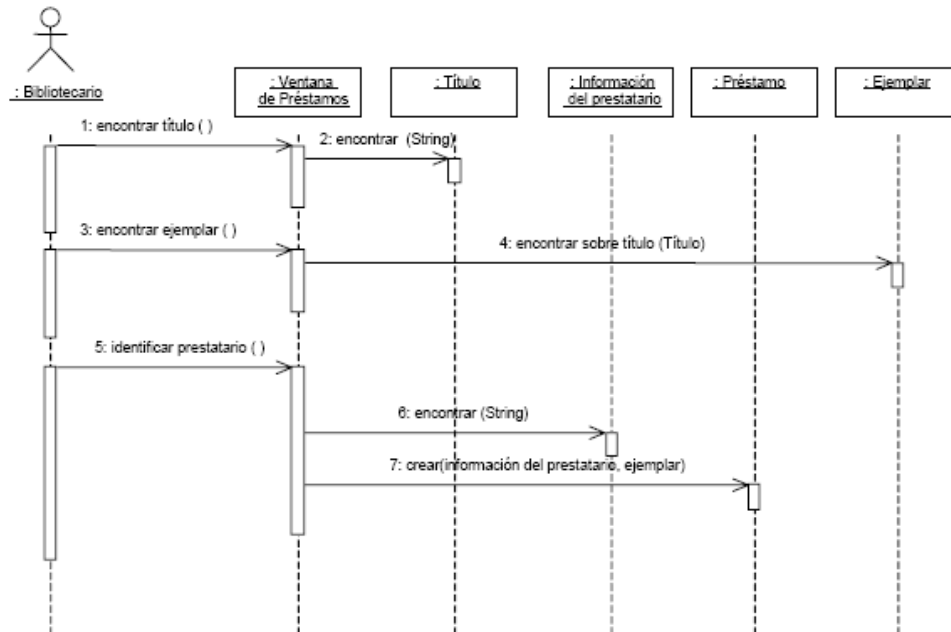 : Bibliotecario
: Ventana
de Préstamos
: Título
: Información
del prestatario
: Préstamo
: Ejemplar
1: encontrar título ( )
2: encontrar (String)
3: encontrar ejemplar ( )
4: encontrar sobre título (Título)
5: identificar prestatario ( )
6: encontrar (String)
7: crear(información del prestatario, ejemplar)